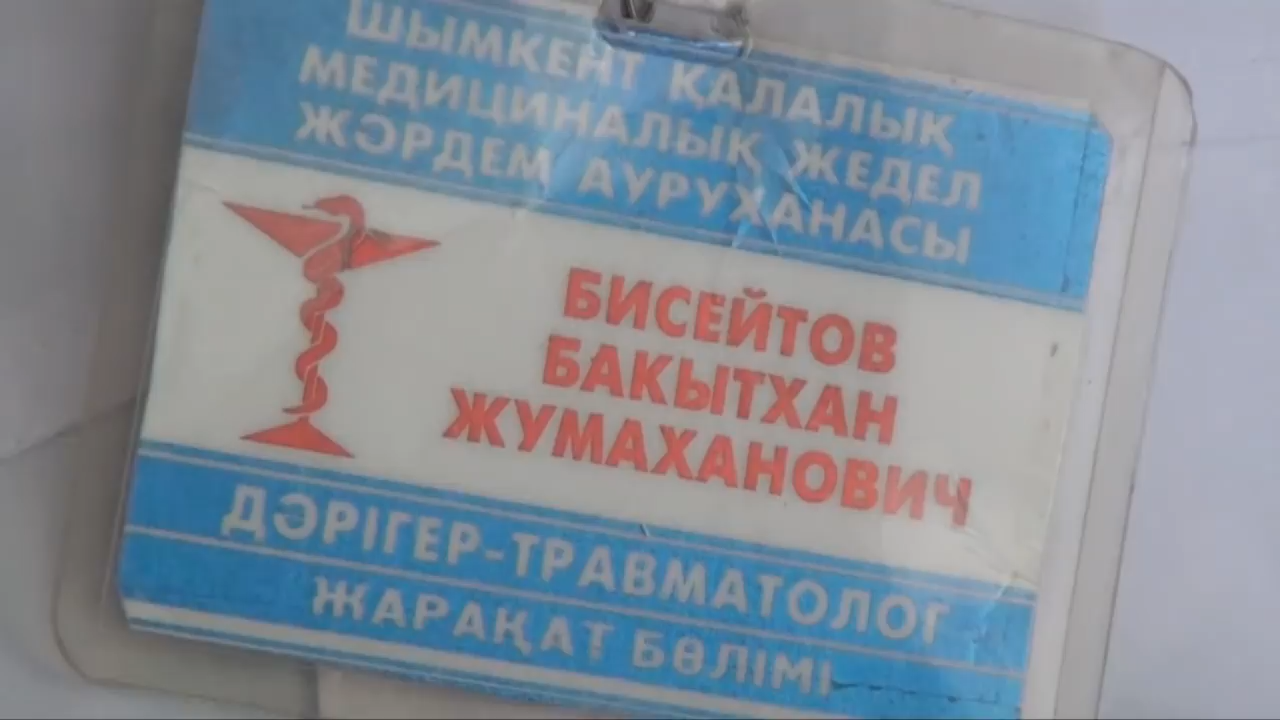 ШЫМКЕНТ ҚАЛАЛЫҚ
МЕДИЦИНАЛЫҚ ЖЕДЕЛ
ЖӘРДЕМ АУРУХАНАСЫ
БИСЕЙТОВ
БАКЫТХАН
ЖУМАХАНОВИЧ
ДӘРІГЕР-ТРАВМАТОЛОГ
ЖАРАҚАТ БӨЛІМІ